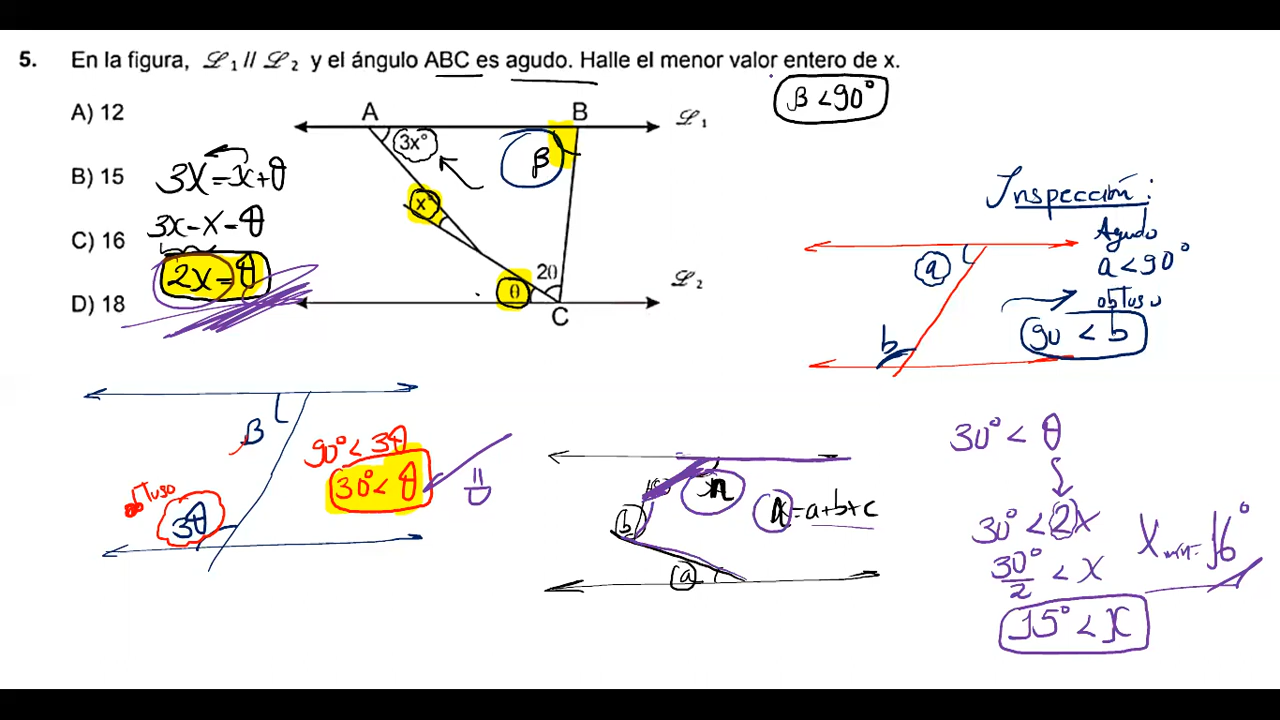 5. En la figura, ℒ₁ // ℒ₂ y el ángulo ABC es agudo. Halle el menor valor entero de x.
β < 90°
A) 12
B) 15
C) 16
D) 18
3x = x + θ
3x - x = θ
2x = θ
A
B
ℒ₁
3x°
β
x°
θ
2θ
ℒ₂
C
Inspección:
Agudo
a < 90°
obtuso
90 < b
a
b
β
obtuso
3θ
90° < 3θ
30° < θ
b
x
a
x = a + b + c
30° < θ
30° < 2x
30°/2 < x
15° < x
x min = 16°